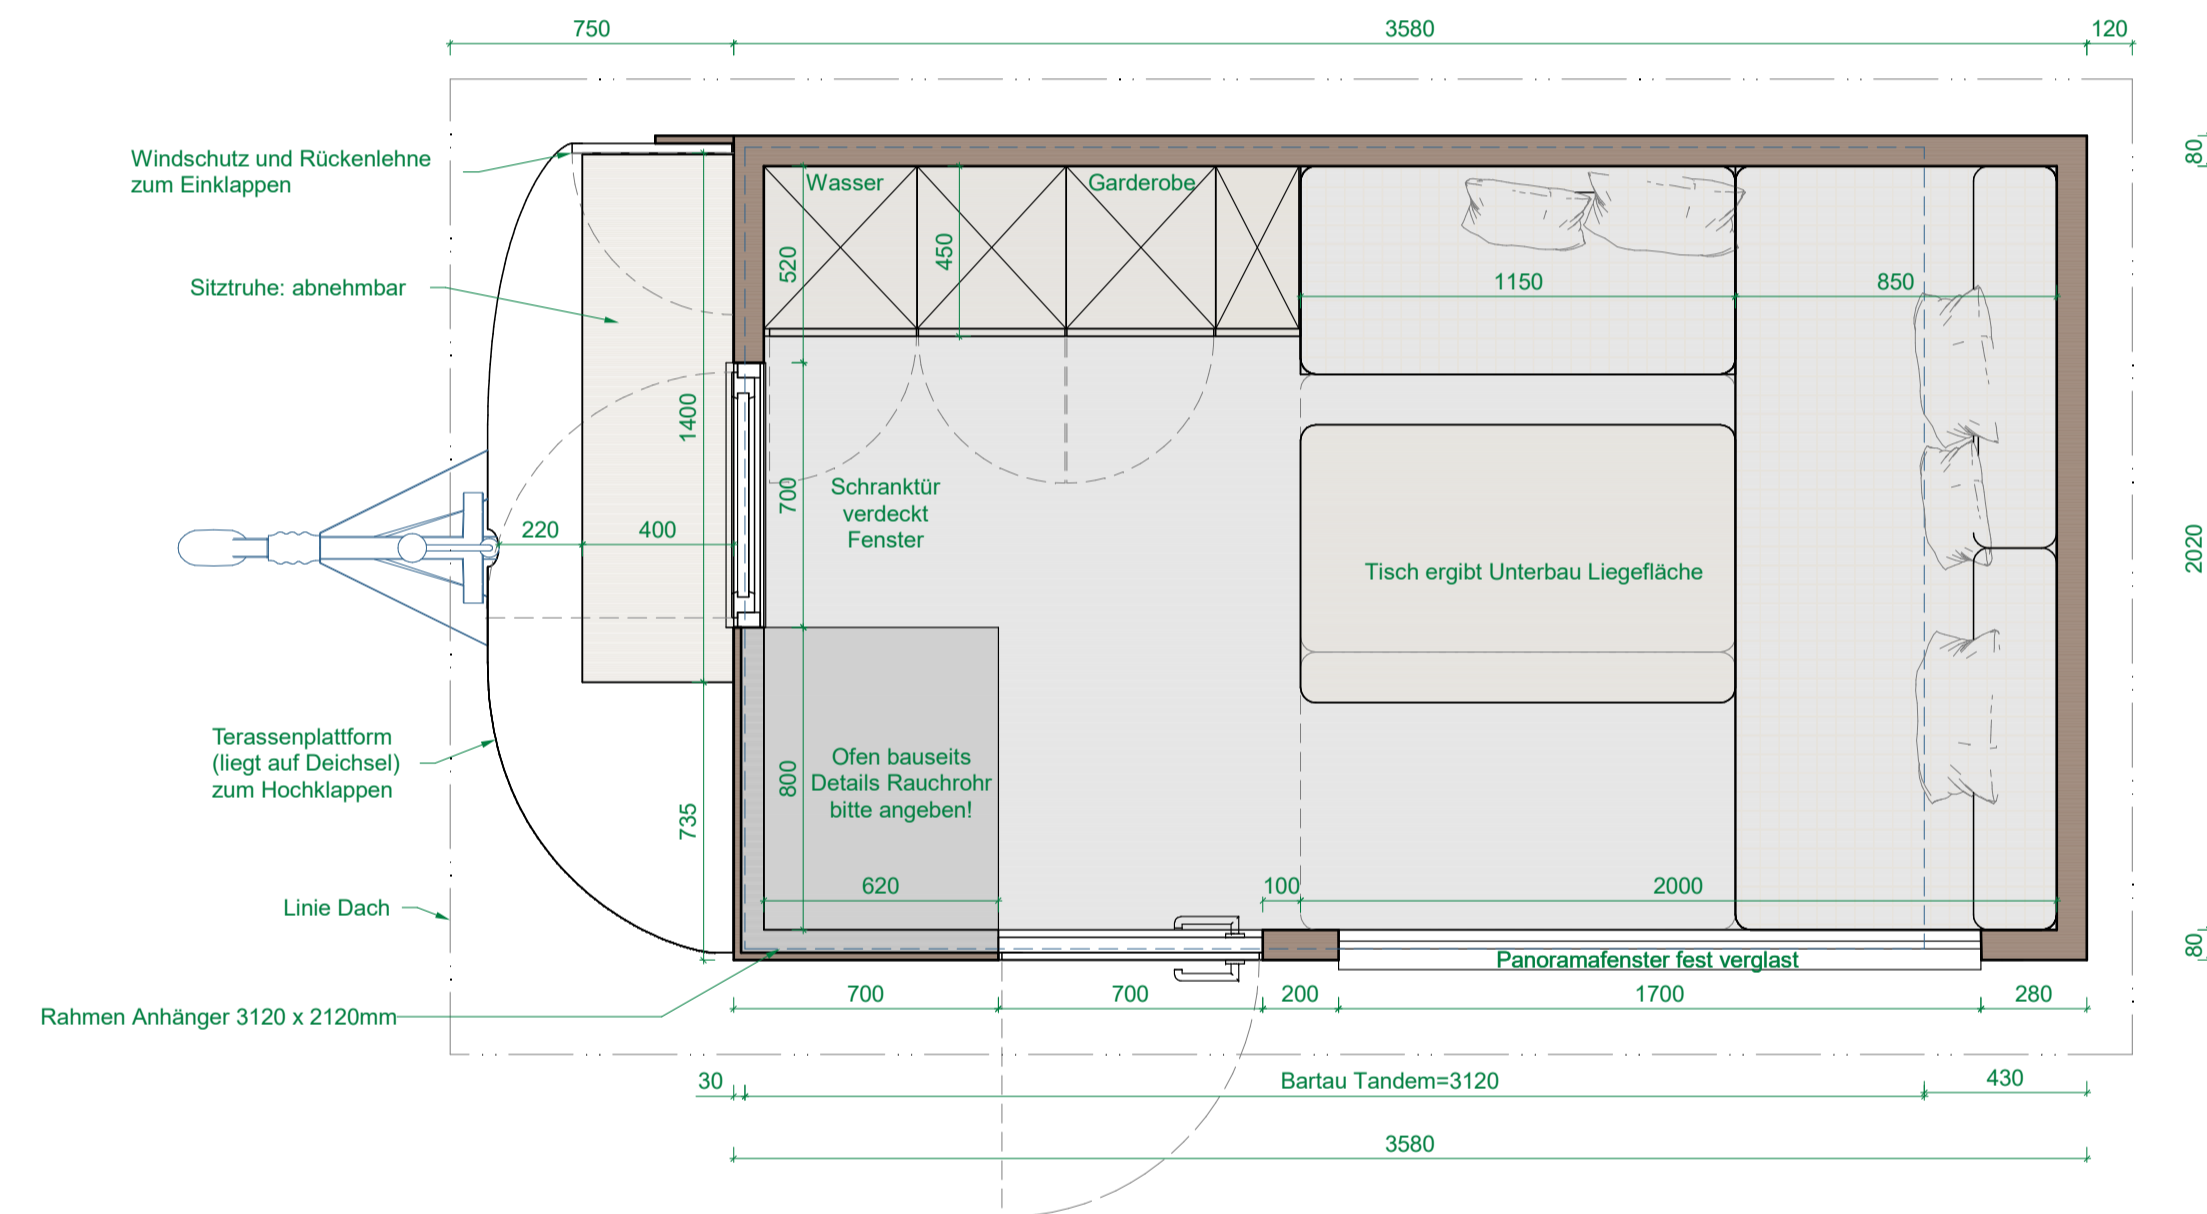 750
3580
120
Windschutz und Rückenlehne
zum Einklappen
80
Wasser
Garderobe
520
450
1150
850
Sitztruhe: abnehmbar
1400
700
Schranktür
verdeckt
Fenster
220
400
2020
Tisch ergibt Unterbau Liegefläche
Terassenplattform
(liegt auf Deichsel)
zum Hochklappen
800
Ofen bauseits
Details Rauchrohr
bitte angeben!
735
620
100
2000
Linie Dach
80
Panoramafenster fest verglast
Rahmen Anhänger 3120 x 2120mm
700
700
200
1700
280
30
Bartau Tandem=3120
430
3580